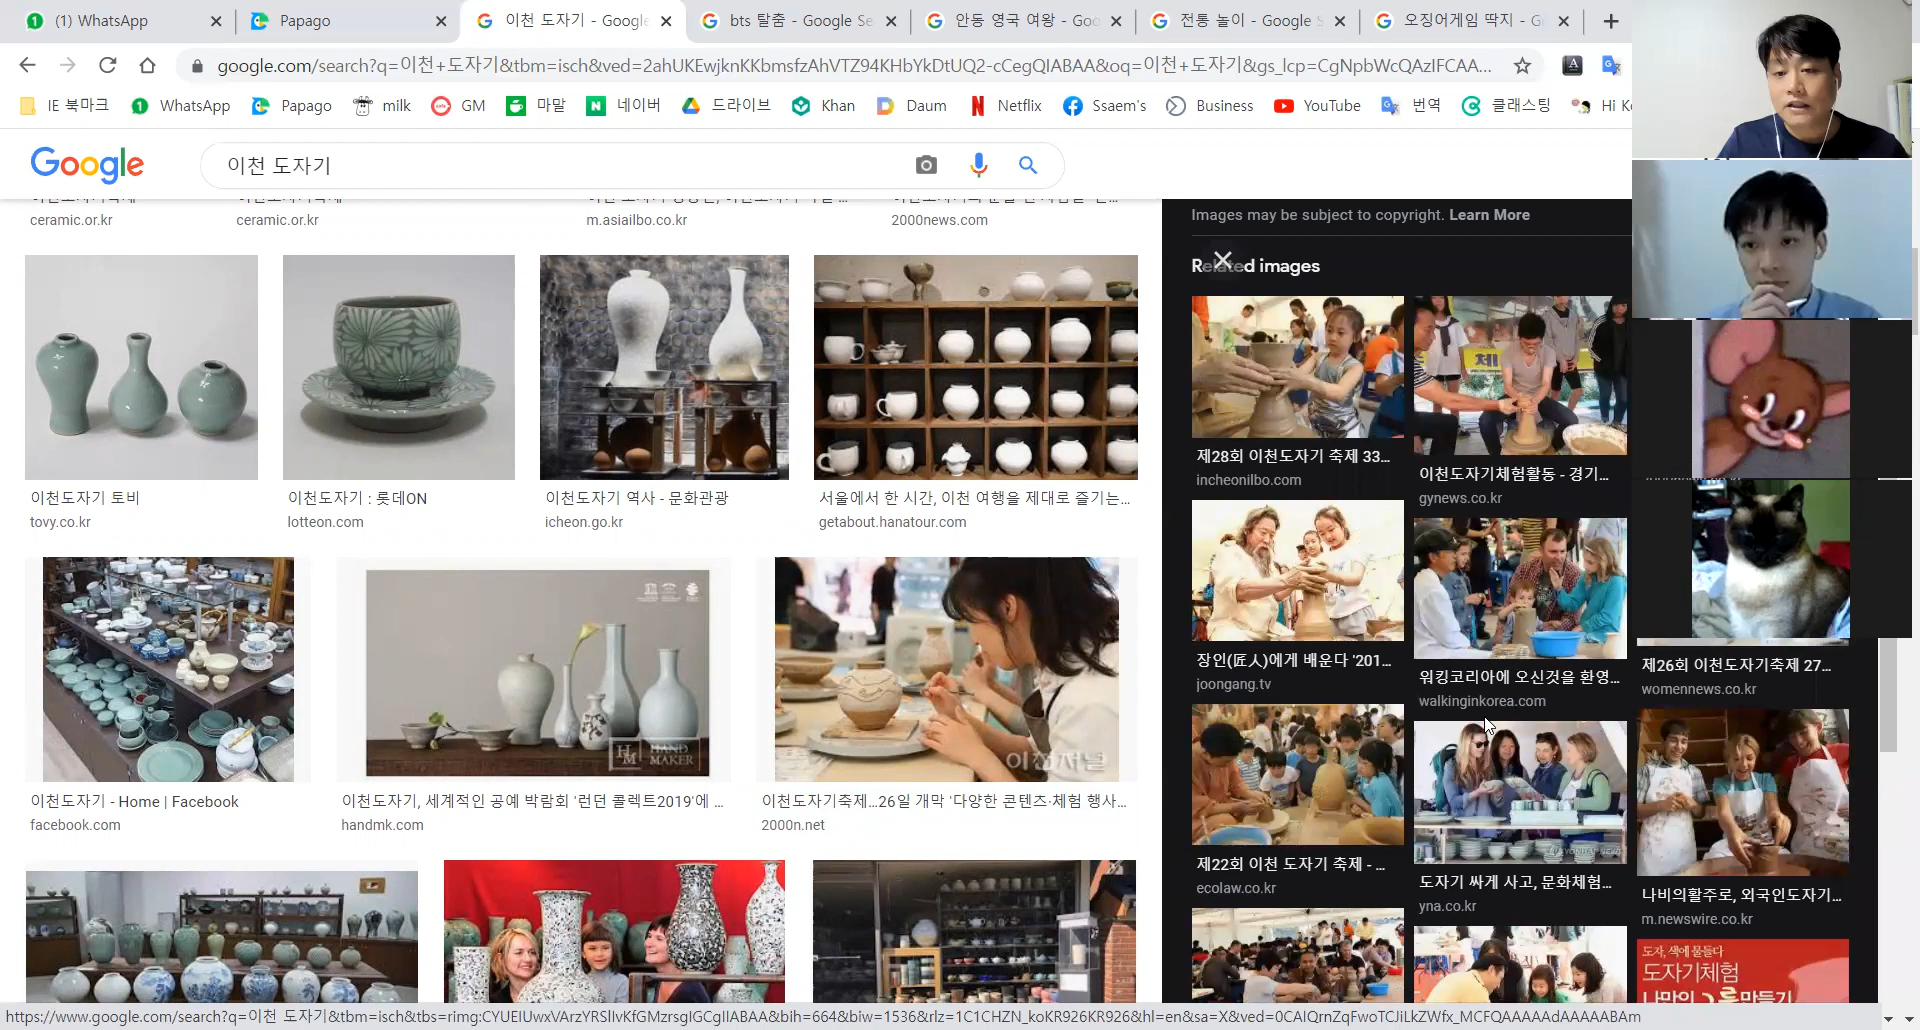 (1) WhatsApp
Papago
이천 도자기 - Google
bts 탈춤 - Google Se
안동 영국 여왕 - Goo
전통 놀이 - Google S
오징어게임 딱지 - G
google.com/search?q=이천+도자기&tbm=isch&ved=2ahUKEwjknKKbmsfzAhVTZ94KHbYkDtUQ2-cCegQIABAA&oq=이천+도자기&gs_lcp=CgNpbWcQAzIFCAA...
IE 북마크 WhatsApp Papago milk GM 마말 네이버 드라이브 Khan Daum Netflix Ssaem's Business YouTube 번역 클래스팅 Hi
Google
이천 도자기
ceramic.or.kr
ceramic.or.kr
m.asiailbo.co.kr
2000news.com
이천도자기 토비
tovy.co.kr
이천도자기 : 롯데ON
lotteon.com
이천도자기 역사 - 문화관광
icheon.go.kr
서울에서 한 시간, 이천 여행을 제대로 즐기는...
getabout.hanatour.com
HAND
MAKER
이천저널
이천도자기 - Home | Facebook
facebook.com
이천도자기, 세계적인 공예 박람회 '런던 콜렉트2019'에 ...
handmk.com
이천도자기축제...26일 개막 '다양한 콘텐츠·체험 행사...
2000n.net
Images may be subject to copyright. Learn More
Related images
제28회 이천도자기 축제 33...
incheonilbo.com
이천도자기체험활동 - 경기...
gynews.co.kr
장인(匠人)에게 배운다 '201...
joongang.tv
워킹코리아에 오신것을 환영...
walkinginkorea.com
제26회 이천도자기축제 27...
womennews.co.kr
제22회 이천 도자기 축제 - ...
ecolaw.co.kr
도자기 싸게 사고, 문화체험...
yna.co.kr
나비의활주로, 외국인도자기...
m.newswire.co.kr
도자, 색에 물들다
도자기체험
https://www.google.com/search?q=이천 도자기&tbm=isch&tbs=rimg:CYUEIUwxVArzYRSIIvKfGMzrsgIGCgIIABAA&bih=664&biw=1536&rlz=1C1CHZN_koKR926KR926&hl=en&sa=X&ved=0CAIQrnZqFwoTCJiLkZWfx_MCFQAAAAAdAAAAABAm